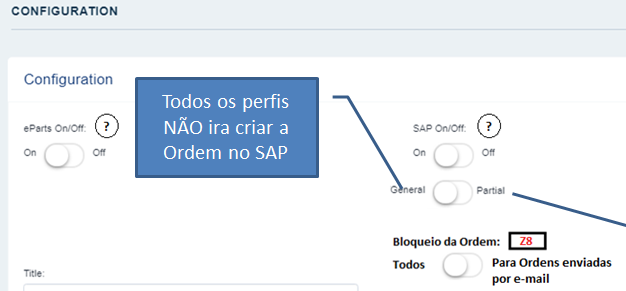 CONFIGURATION
Configuration
Todos os perfis
NÃO ira criar a
Ordem no SAP
eParts On/Off: ?
On Off
SAP On/Off: ?
On Off
General Partial
Bloqueio da Ordem: Z8
Todos Para Ordens enviadas
por e-mail
Title: